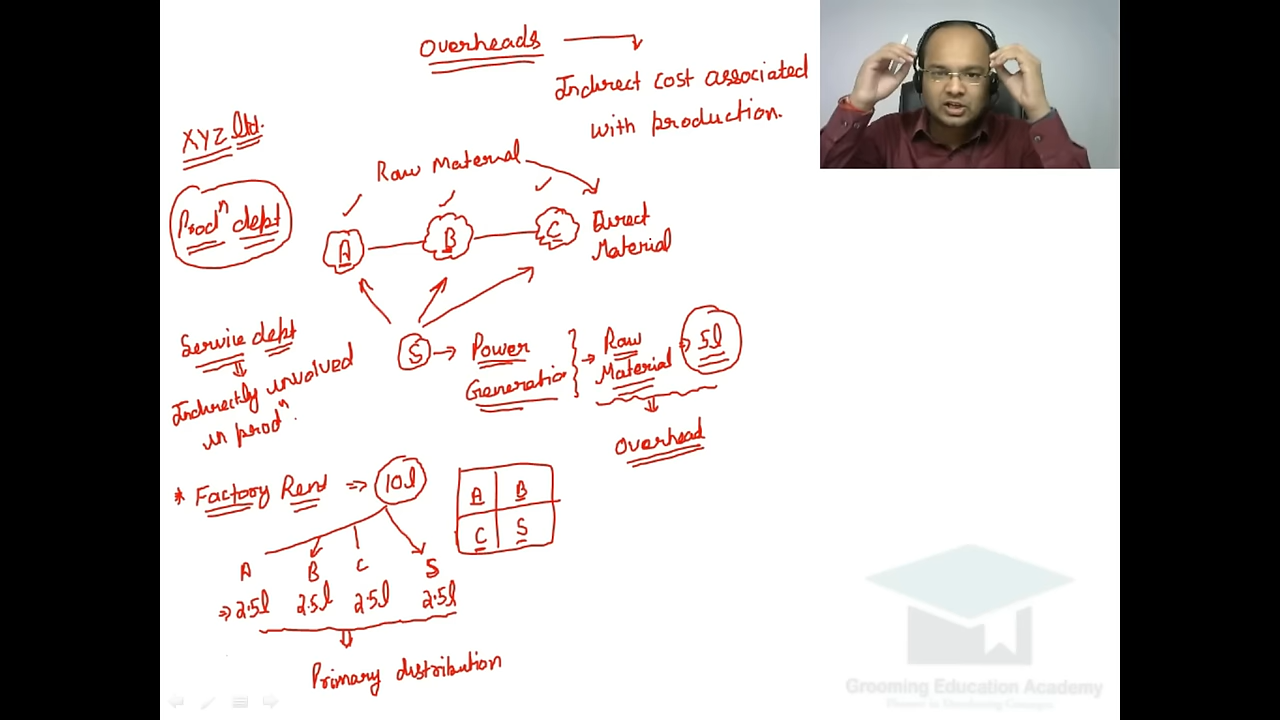 Overheads
Indirect cost associated
with production.
XYZ ltd.
Raw Material
Prodⁿ dept
A
B
C
Direct
Material
Service dept
Indirectly involved
in prodⁿ.
S
Power
Generation
Raw
Material
5l
Overhead
* Factory Rent ⇒ 10l
A B
C S
A B C S
⇒ 2.5l 2.5l 2.5l 2.5l
Primary distribution
Grooming Education Academy